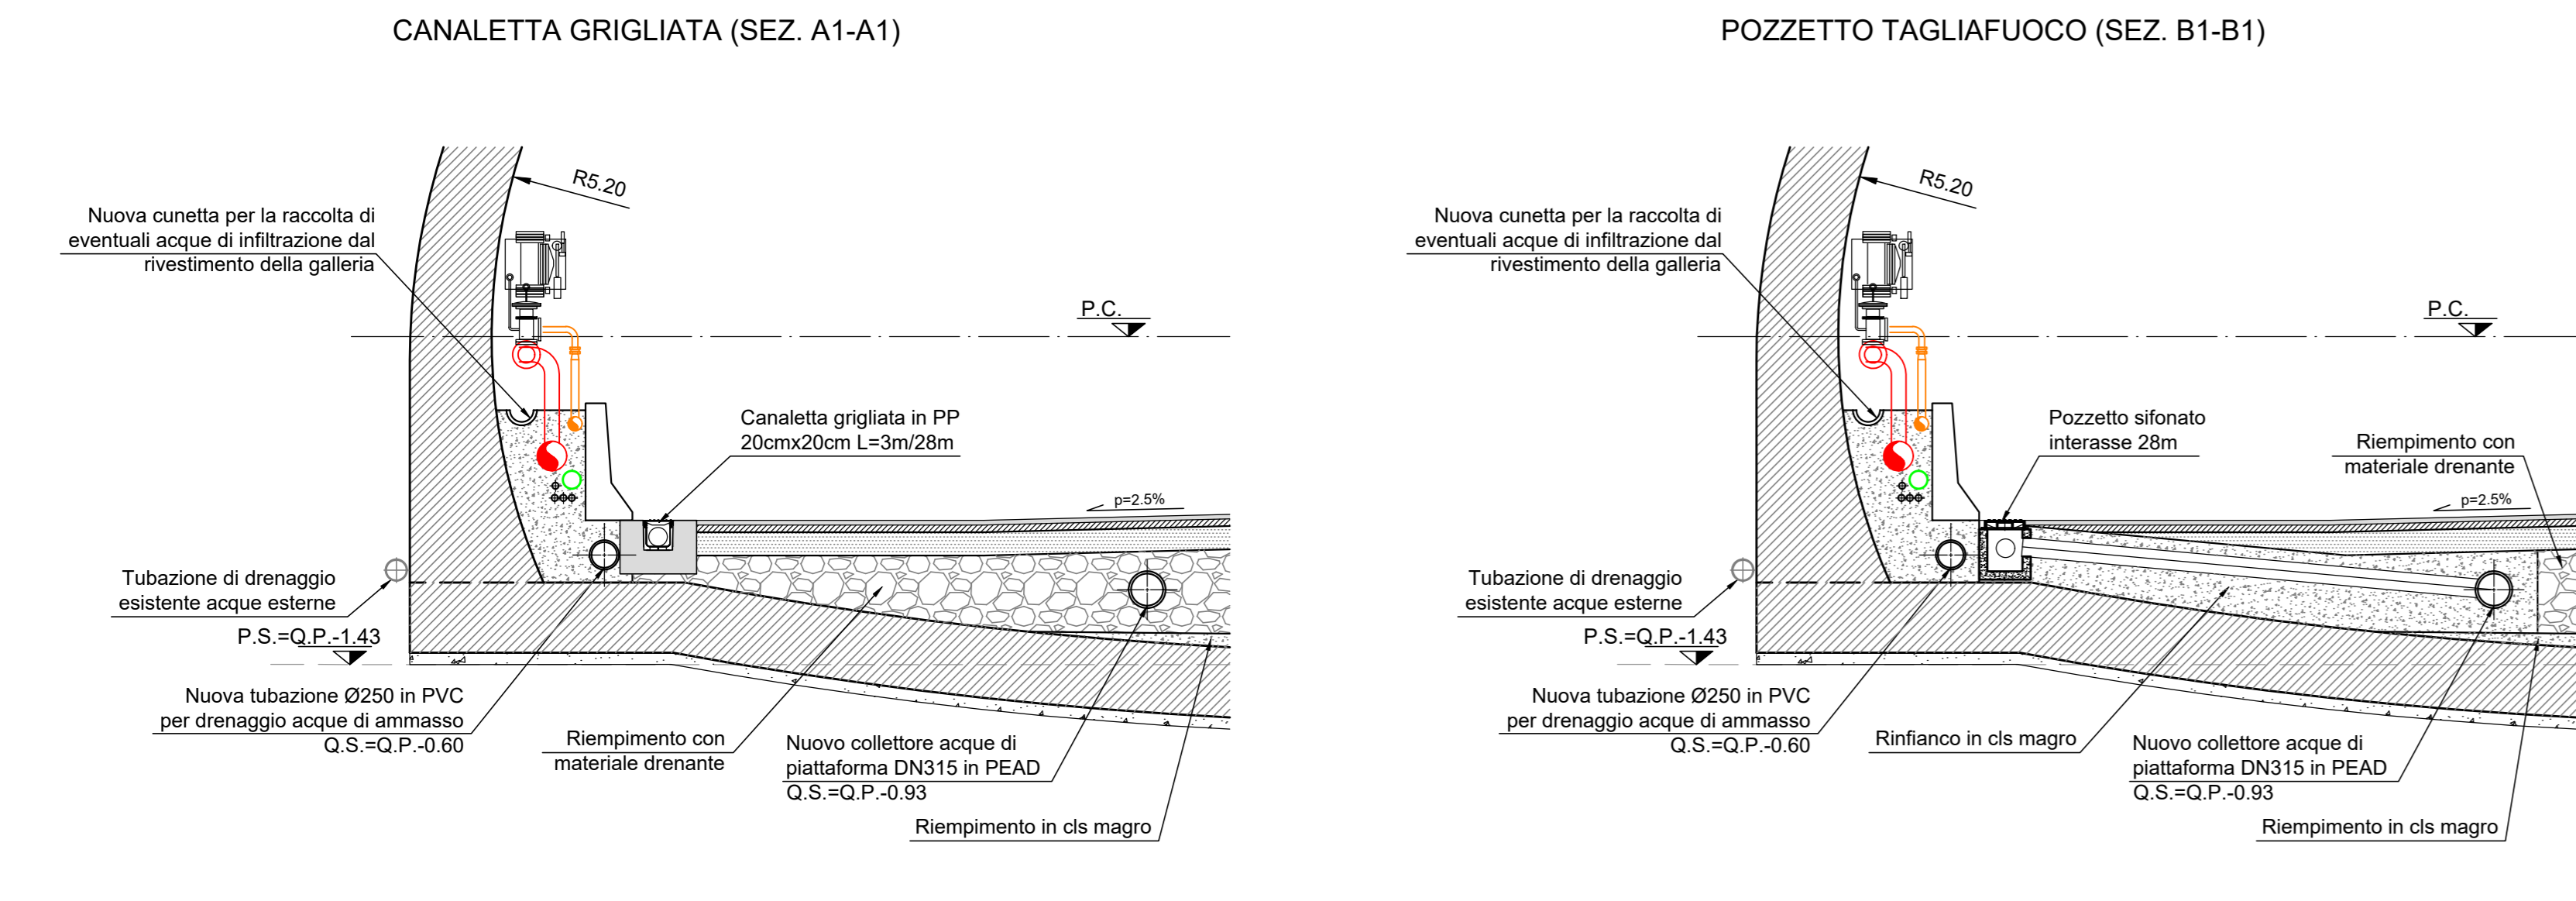 CANALETTA GRIGLIATA (SEZ. A1-A1)
R5.20
Nuova cunetta per la raccolta di
eventuali acque di infiltrazione dal
rivestimento della galleria
P.C.
Canaletta grigliata in PP
20cmx20cm L=3m/28m
p=2.5%
Tubazione di drenaggio
esistente acque esterne
P.S.=Q.P.-1.43
Nuova tubazione Ø250 in PVC
per drenaggio acque di ammasso
Q.S.=Q.P.-0.60
Riempimento con
materiale drenante
Nuovo collettore acque di
piattaforma DN315 in PEAD
Q.S.=Q.P.-0.93
Riempimento in cls magro
POZZETTO TAGLIAFUOCO (SEZ. B1-B1)
R5.20
Nuova cunetta per la raccolta di
eventuali acque di infiltrazione dal
rivestimento della galleria
P.C.
Pozzetto sifonato
interasse 28m
Riempimento con
materiale drenante
p=2.5%
Tubazione di drenaggio
esistente acque esterne
P.S.=Q.P.-1.43
Nuova tubazione Ø250 in PVC
per drenaggio acque di ammasso
Q.S.=Q.P.-0.60
Rinfianco in cls magro
Nuovo collettore acque di
piattaforma DN315 in PEAD
Q.S.=Q.P.-0.93
Riempimento in cls magro